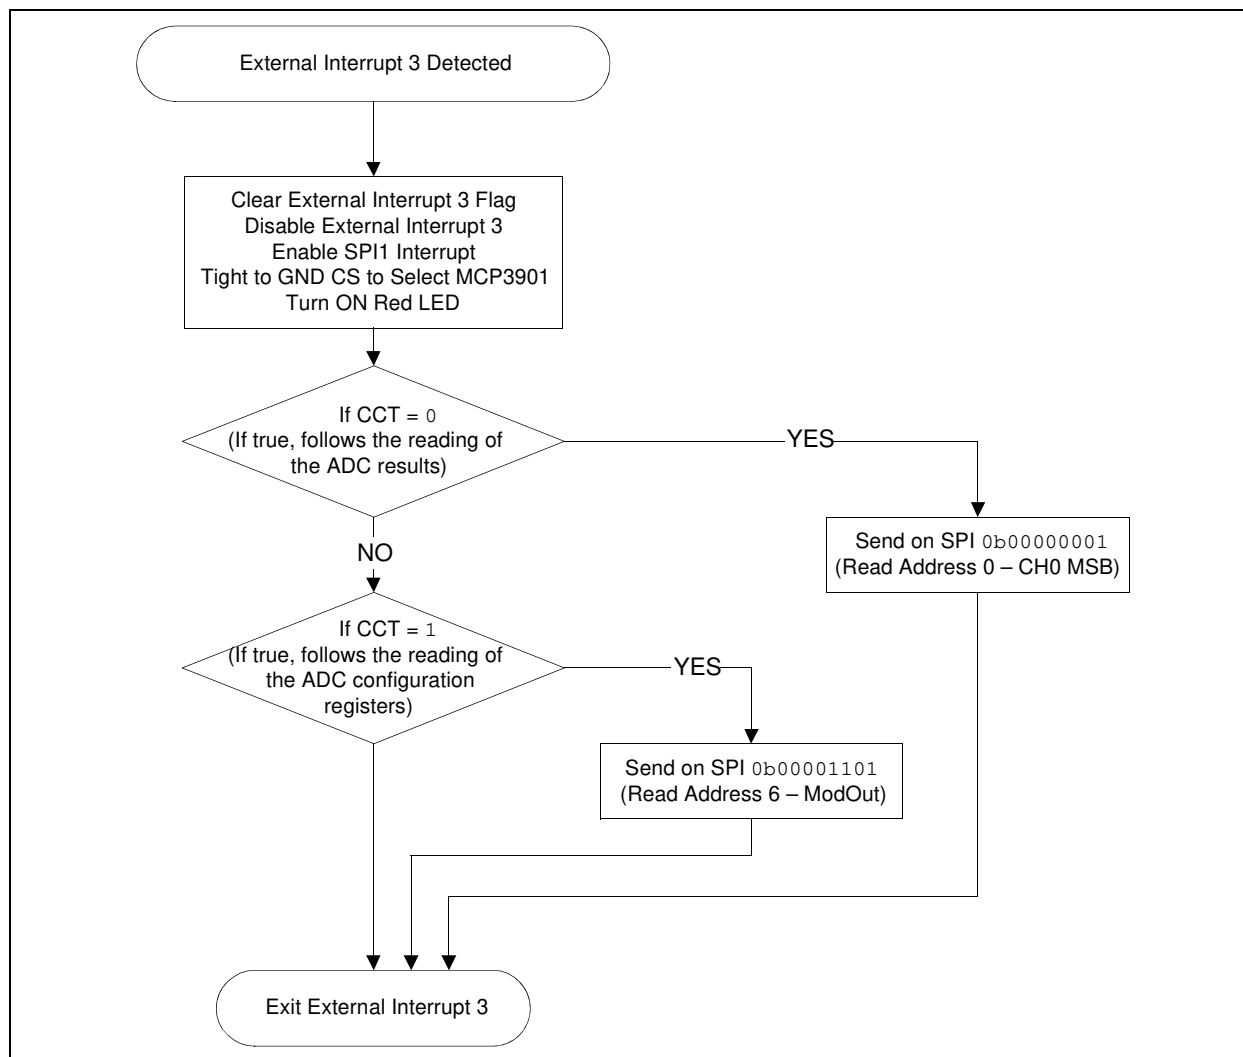 External Interrupt 3 Detected
Clear External Interrupt 3 Flag
Disable External Interrupt 3
Enable SPI1 Interrupt
Tight to GND CS to Select MCP3901
Turn ON Red LED
If CCT = 0
(If true, follows the reading of
the ADC results)
YES
Send on SPI 0b00000001
(Read Address 0 – CH0 MSB)
NO
If CCT = 1
(If true, follows the reading of
the ADC configuration
registers)
YES
Send on SPI 0b00001101
(Read Address 6 – ModOut)
Exit External Interrupt 3